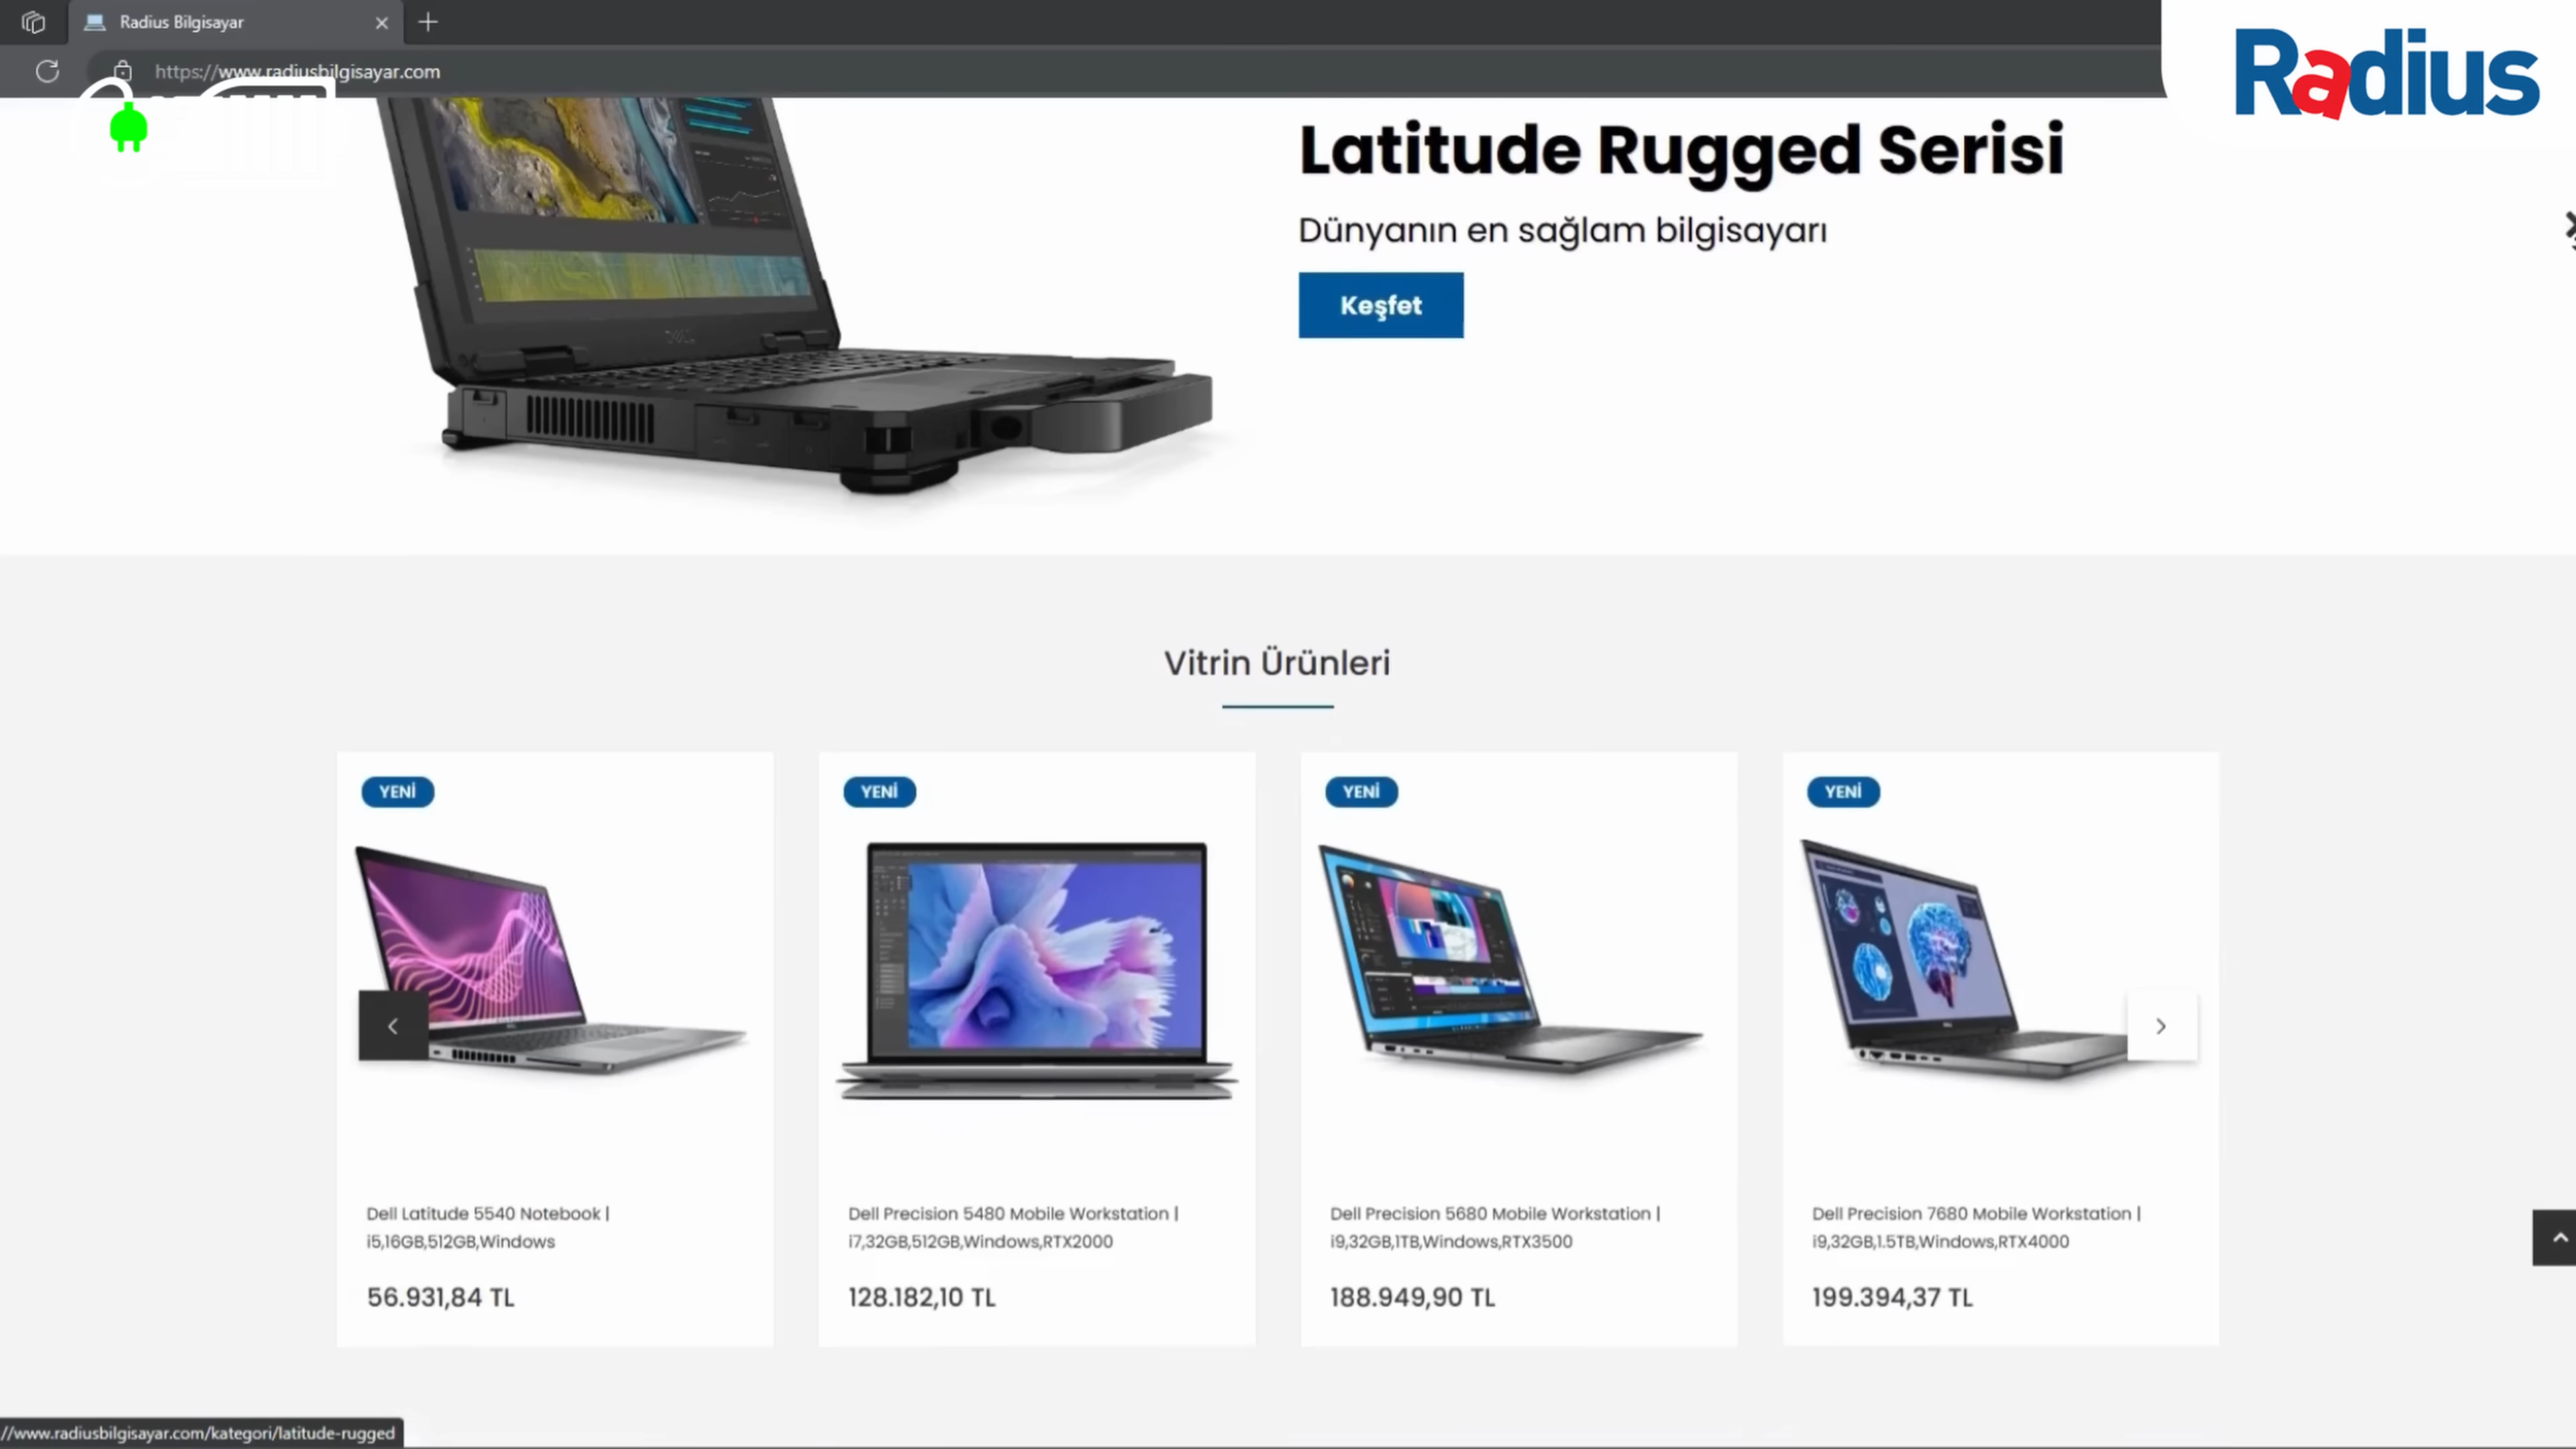 Radius Bilgisayar
https://www.radiusbilgisayar.com
Radius
Latitude Rugged Serisi
Dünyanın en sağlam bilgisayarı
Keşfet
Vitrin Ürünleri
YENİ
YENİ
YENİ
YENİ
Dell Latitude 5540 Notebook |
i5,16GB,512GB,Windows
56.931,84 TL
Dell Precision 5480 Mobile Workstation |
i7,32GB,512GB,Windows,RTX2000
128.182,10 TL
Dell Precision 5680 Mobile Workstation |
i9,32GB,1TB,Windows,RTX3500
188.949,90 TL
Dell Precision 7680 Mobile Workstation |
i9,32GB,1.5TB,Windows,RTX4000
199.394,37 TL
//www.radiusbilgisayar.com/kategori/latitude-rugged